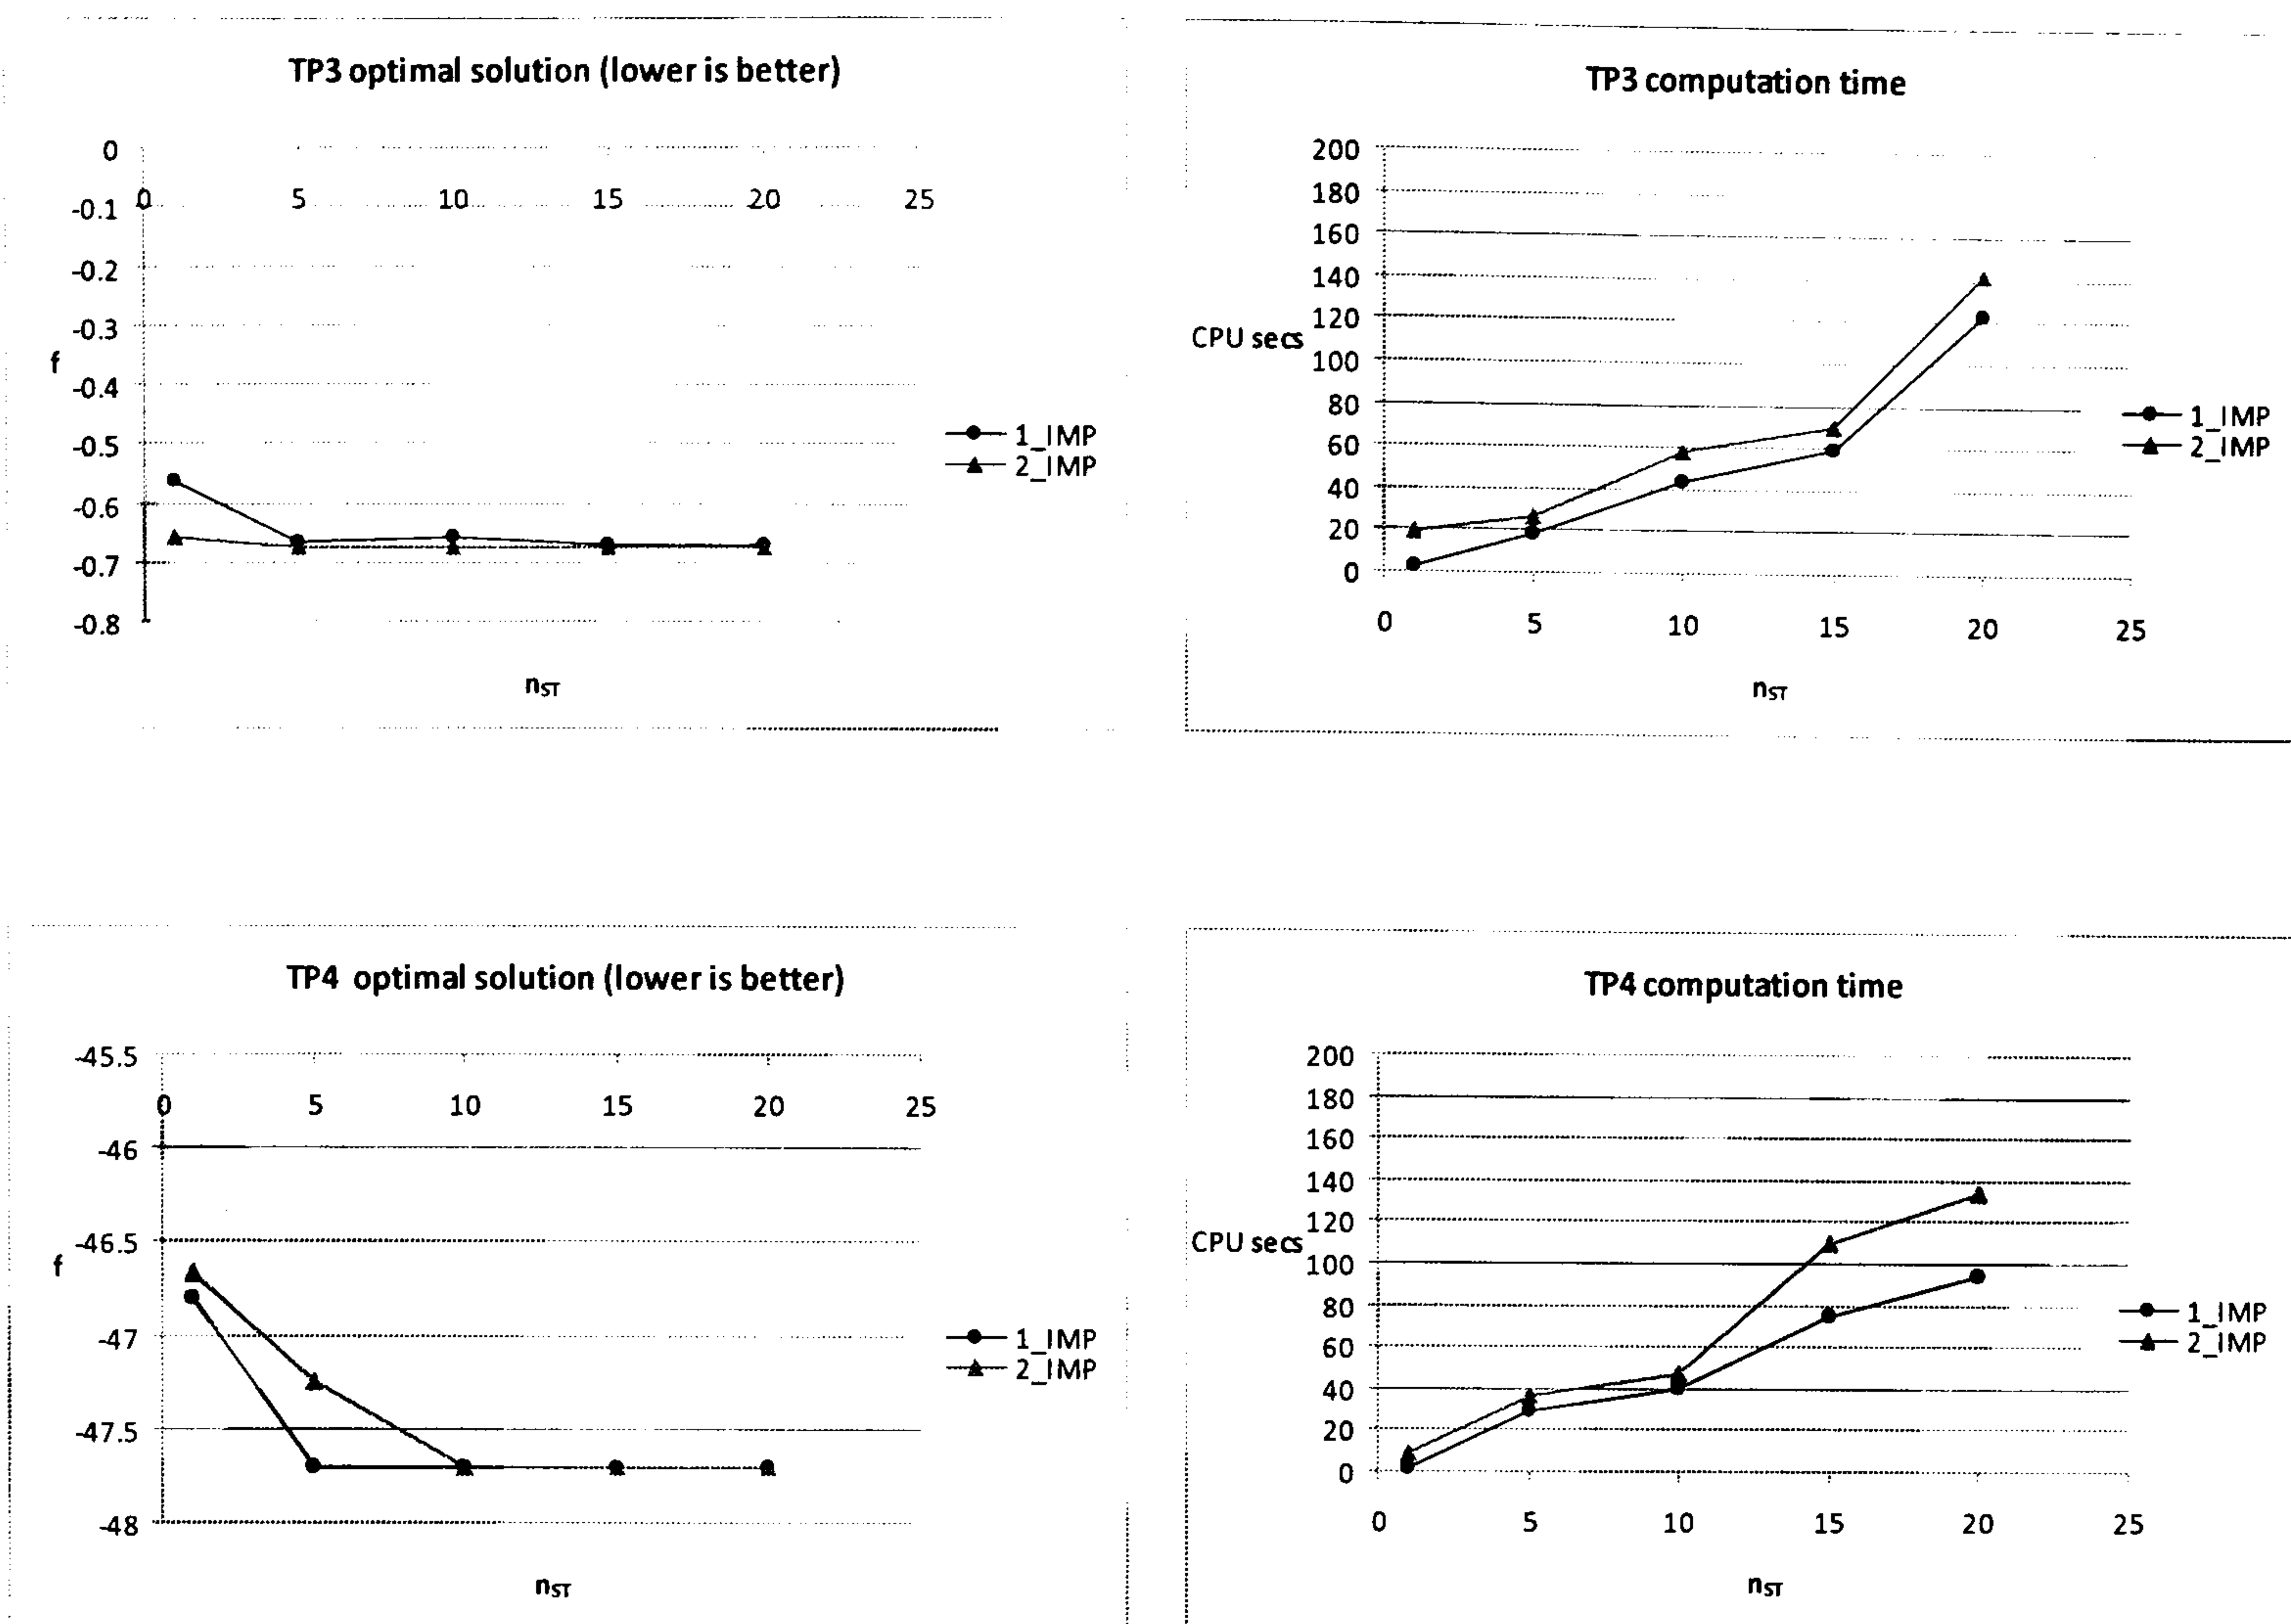 TP3 optimal solution (lower is better)
0
0 5 10 15 20 25
-0.1
-0.2
-0.3
f
-0.4
-0.5
-0.6
-0.7
-0.8
1_IMP
2_IMP
nST
TP3 computation time
200
180
160
140
120
CPU secs
100
80
60
40
20
0
0 5 10 15 20 25
1_IMP
2_IMP
nST
TP4 optimal solution (lower is better)
-45.5
0 5 10 15 20 25
-46
-46.5
f
-47
-47.5
-48
1_IMP
2_IMP
nST
TP4 computation time
200
180
160
140
120
CPU secs
100
80
60
40
20
0
0 5 10 15 20 25
1_IMP
2_IMP
nST